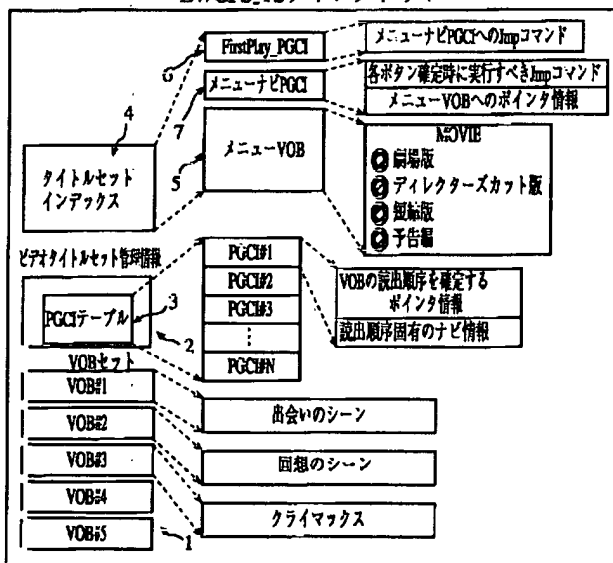 FirstPlay_PGCI
メニューナビPGCIへのJmpコマンド
6
メニューナビPGCI
各ボタン確定時に実行すべきJmpコマンド
メニューVOBへのポインタ情報
7
4
5
メニューVOB
MOVIE
劇場版
ディレクターズカット版
短縮版
予告編
タイトルセット
インデックス
ビデオタイトルセット管理情報
PGCI#1
PGCI#2
PGCI#3
⋮
PGCI#N
VOBの読出順序を確定する
ポインタ情報
読出順序固有のナビ情報
PGCIテーブル
3
2
VOBセット
VOB#1
出会いのシーン
VOB#2
回想のシーン
VOB#3
クライマックス
VOB#4
VOB#5
1